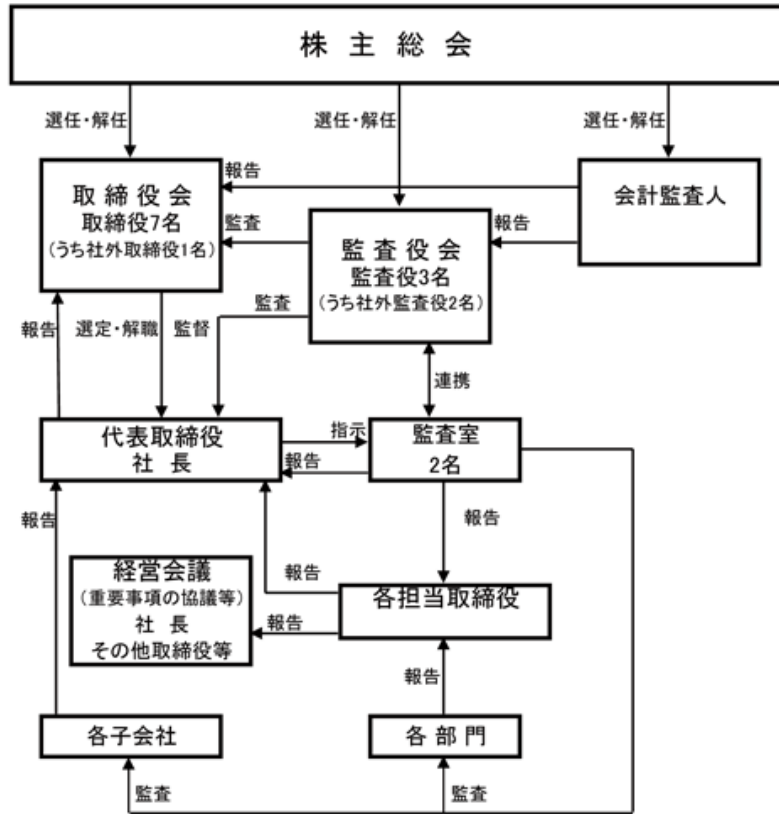 株主総会
選任・解任
選任・解任
選任・解任
取締役会
取締役7名
(うち社外取締役1名)
報告
会計監査人
監査
報告
監査役会
監査役3名
(うち社外監査役2名)
報告
選定・解職
監督
監査
連携
代表取締役
社長
指示
報告
監査室
2名
報告
報告
経営会議
(重要事項の協議等)
社長
その他取締役等
報告
報告
各担当取締役
報告
各子会社
各部門
監査
監査